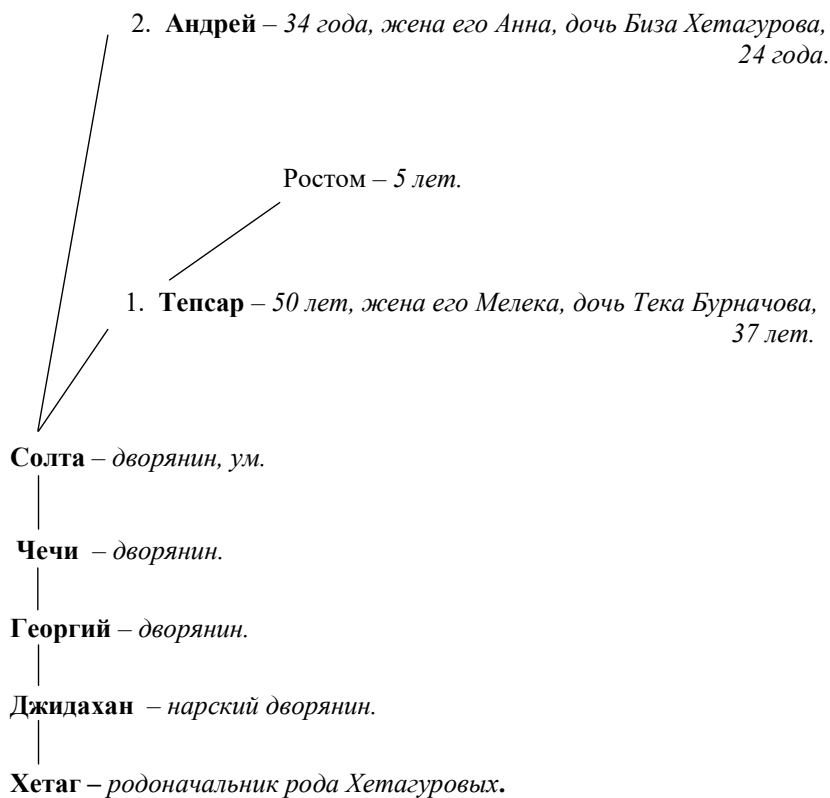 2. Андрей – 34 года, жена его Анна, дочь Биза Хетагурова,
24 года.
Ростом – 5 лет.
1. Тепсар – 50 лет, жена его Мелека, дочь Тека Бурначова,
37 лет.
Солта – дворянин, ум.
Чечи – дворянин.
Георгий – дворянин.
Джидахан – нарский дворянин.
Хетаг – родоначальник рода Хетагуровых.